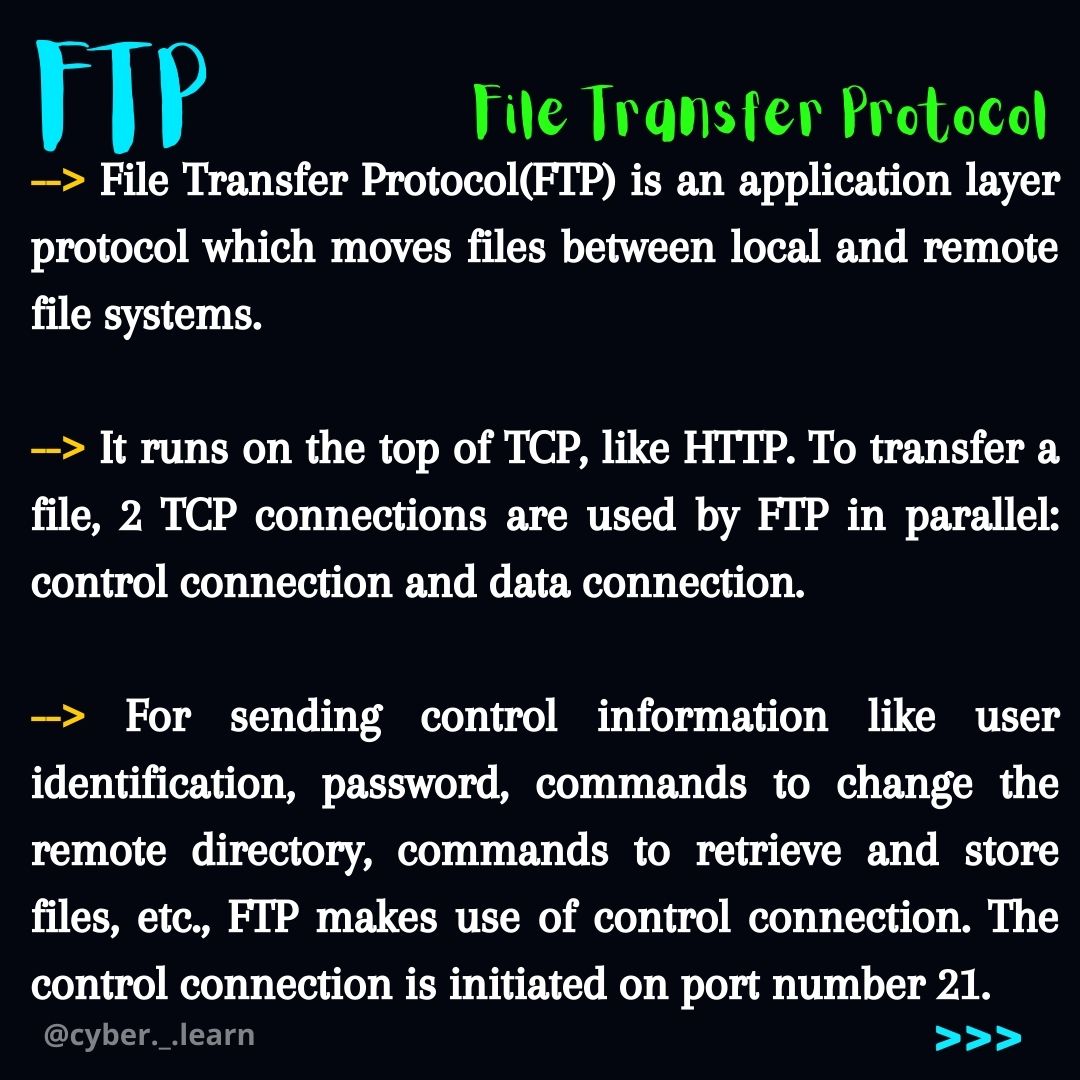 FTP
File Transfer Protocol
--> File Transfer Protocol(FTP) is an application layer
protocol which moves files between local and remote
file systems.
--> It runs on the top of TCP, like HTTP. To transfer a
file, 2 TCP connections are used by FTP in parallel:
control connection and data connection.
--> For sending control information like user
identification, password, commands to change the
remote directory, commands to retrieve and store
files, etc., FTP makes use of control connection. The
control connection is initiated on port number 21.
@cyber._.learn
>>>